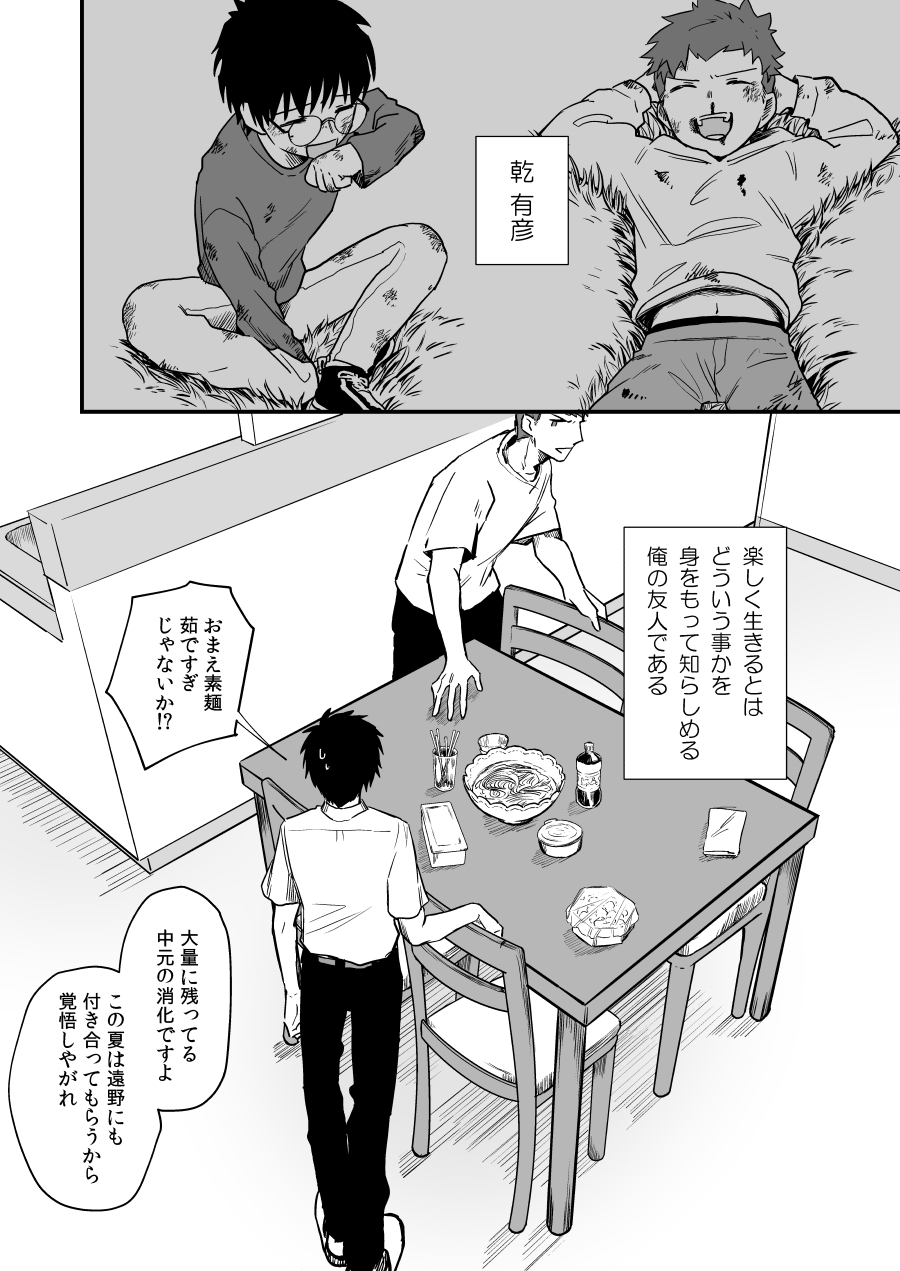 乾 有彦
楽しく生きるとは
どういう事かを
身をもって知らしめる
俺の友人である
おまえ素麺
茹ですぎ
じゃないか!?
大量に残ってる
中元の消化ですよ
この夏は遠野にも
付き合ってもらうから
覚悟しやがれ